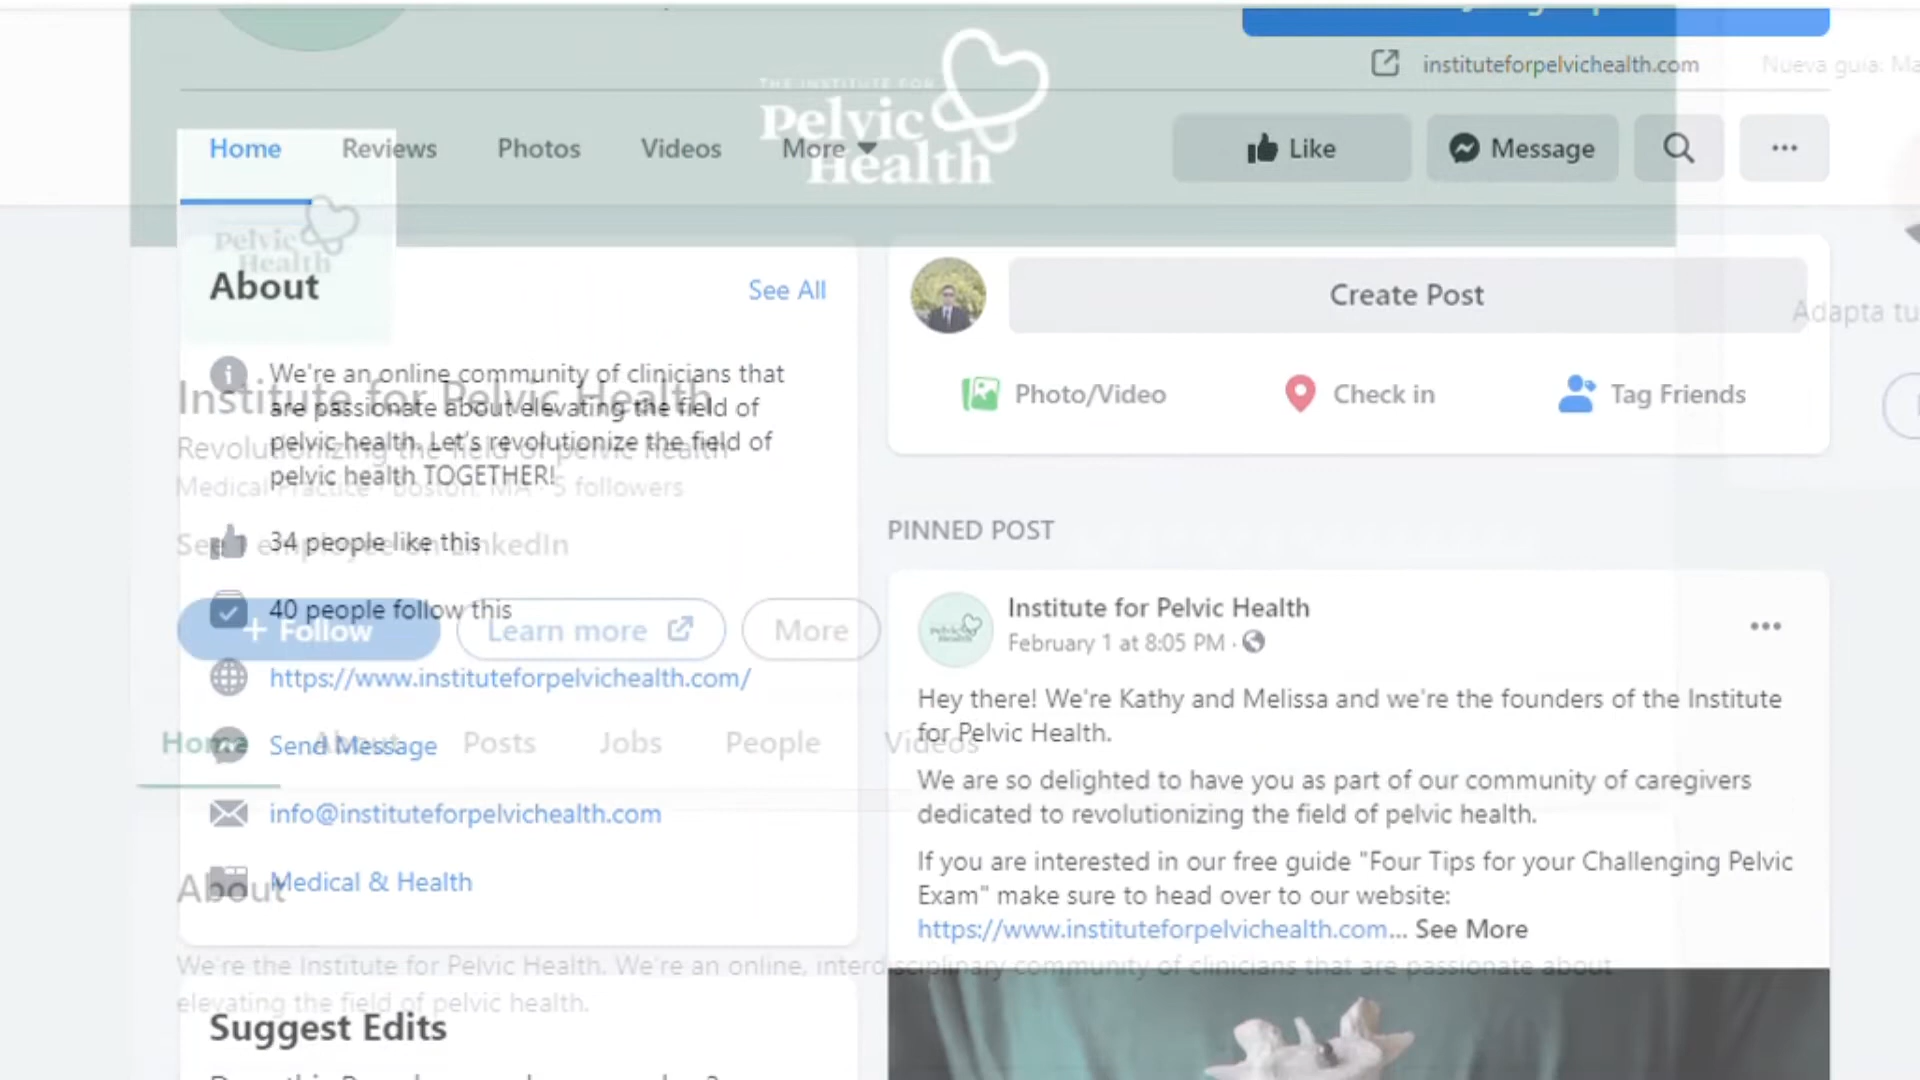 instituteforpelvichealth.com
Nueva guía: Ma
THE INSTITUTE FOR
Pelvic
Health
Home
Reviews
Photos
Videos
More
Like
Message
Pelvic
Health
About
See All
Create Post
Adapta tu
Photo/Video
Check in
Tag Friends
We're an online community of clinicians that
are passionate about elevating the field of
pelvic health. Let's revolutionize the field of
pelvic health TOGETHER!
Institute for Pelvic Health
Revolutionizing the field of pelvic health
Medical Practice · Boston, MA · 5 followers
34 people like this
employee on LinkedIn
40 people follow this
+ Follow
Learn more
More
https://www.instituteforpelvichealth.com/
Home
About
Posts
Jobs
People
Videos
Send Message
info@instituteforpelvichealth.com
Medical & Health
About
We're the Institute for Pelvic Health. We're an online, interdisciplinary community of clinicians that are passionate about
elevating the field of pelvic health.
Suggest Edits
PINNED POST
Pelvic
Health
Institute for Pelvic Health
February 1 at 8:05 PM ·
Hey there! We're Kathy and Melissa and we're the founders of the Institute
for Pelvic Health.
We are so delighted to have you as part of our community of caregivers
dedicated to revolutionizing the field of pelvic health.
If you are interested in our free guide "Four Tips for your Challenging Pelvic
Exam" make sure to head over to our website:
https://www.instituteforpelvichealth.com... See More